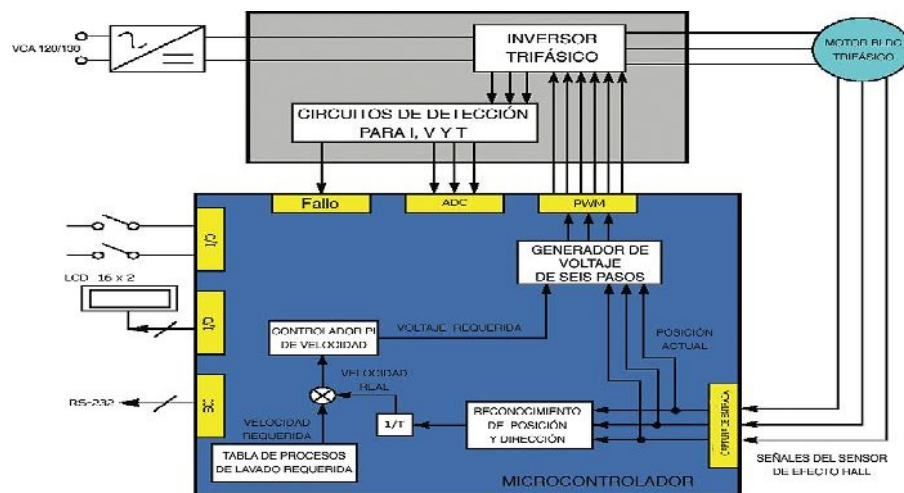 VCA 120/130
INVERSOR
TRIFÁSICO
MOTOR BLDC
TRIFÁSICO
CIRCUITOS DE DETECCIÓN
PARA I, V Y T
Fallo
ADC
PWM
I/O
LCD 16 x 2
I/O
GENERADOR DE
VOLTAJE
DE SEIS PASOS
CONTROLADOR PI
DE VELOCIDAD
VOLTAJE REQUERIDA
POSICIÓN
ACTUAL
VELOCIDAD
REAL
RS-232
VELOCIDAD
REQUERIDA
1/T
RECONOCIMIENTO
DE POSICIÓN
Y DIRECCIÓN
TABLA DE PROCESOS
DE LAVADO REQUERIDA
SEÑALES DEL SENSOR
DE EFECTO HALL
MICROCONTROLADOR